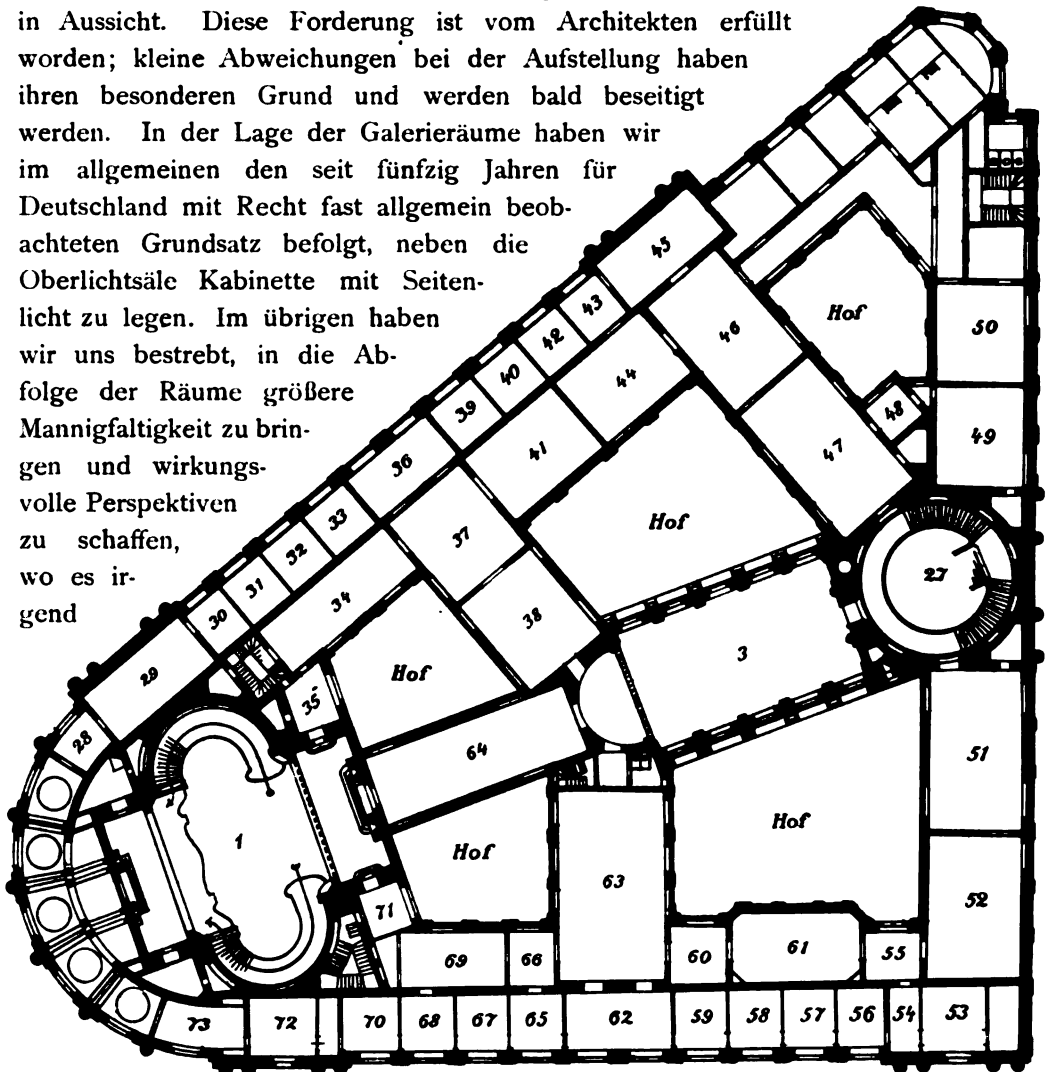 in Aussicht. Diese Forderung ist vom Architekten erfüllt
worden; kleine Abweichungen bei der Aufstellung haben
ihren besonderen Grund und werden bald beseitigt
werden. In der Lage der Galerieräume haben wir
im allgemeinen den seit fünfzig Jahren für
Deutschland mit Recht fast allgemein beob-
achteten Grundsatz befolgt, neben die
Oberlichtsäle Kabinette mit Seiten-
licht zu legen. Im übrigen haben
wir uns bestrebt, in die Ab-
folge der Räume größere
Mannigfaltigkeit zu brin-
gen und wirkungs-
volle Perspektiven
zu schaffen,
wo es ir-
gend
45
43
42
40
39
36
33
32
31
30
29
28
44
41
37
34
38
35
46
47
48
Hof
50
49
27
Hof
3
Hof
64
51
1
Hof
Hof
63
52
71
69
66
60
61
55
73
72
70
68
67
65
62
59
58
57
56
54
53